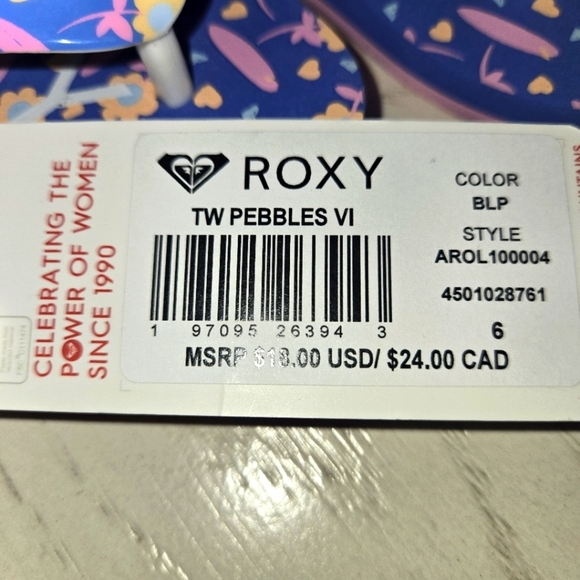 CELEBRATING THE
POWER OF WOMEN
SINCE 1990
ROXY
TW PEBBLES VI
1 97095 26394 3
COLOR
BLP
STYLE
AROL100004
4501028761
6
MSRP $18.00 USD/ $24.00 CAD